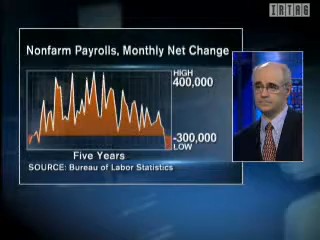 IRTAG
Nonfarm Payrolls, Monthly Net Change
HIGH
400,000
-300,000
LOW
Five Years
SOURCE: Bureau of Labor Statistics